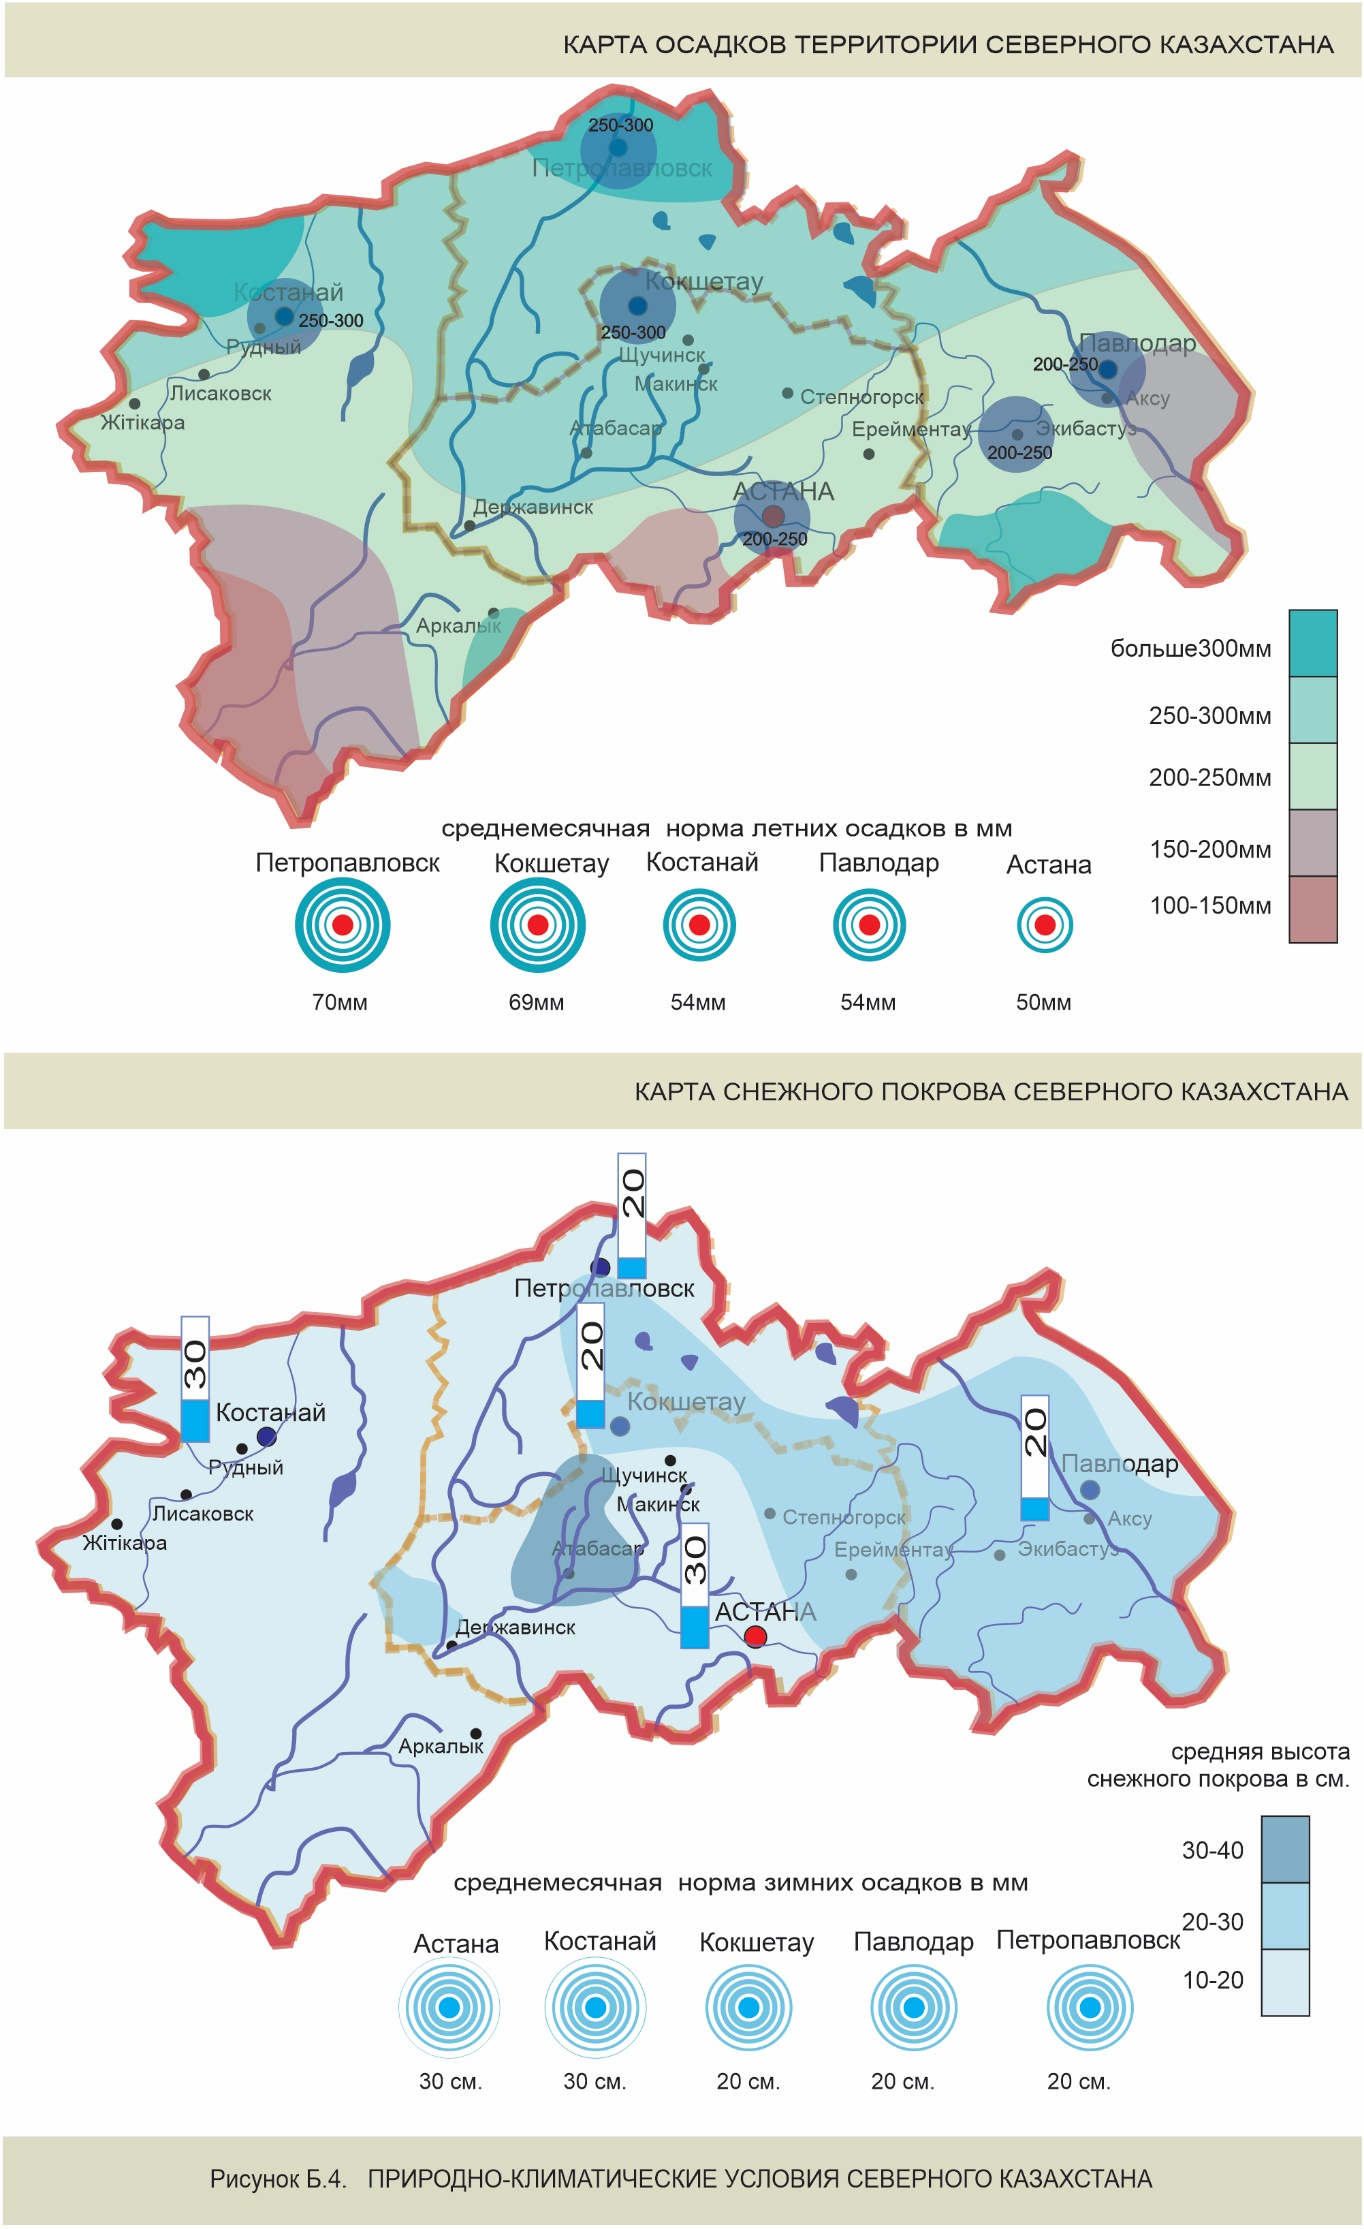 КАРТА ОСАДКОВ ТЕРРИТОРИИ СЕВЕРНОГО КАЗАХСТАНА
250-300
Петропавловск
Костанай
250-300
Рудный
Лисаковск
Жітікара
Кокшетау
250-300
Щучинск
Макинск
Степногорск
Атабасар
Ерейментау
Павлодар
200-250
Аксу
Экибастуз
200-250
АСТАНА
200-250
Державинск
Аркалык
больше300мм
250-300мм
200-250мм
150-200мм
100-150мм
среднемесячная норма летних осадков в мм
Петропавловск Кокшетау Костанай Павлодар Астана
70мм 69мм 54мм 54мм 50мм
КАРТА СНЕЖНОГО ПОКРОВА СЕВЕРНОГО КАЗАХСТАНА
20
Петропавловск
30
20
Костанай
Кокшетау
20
Рудный
Павлодар
Щучинск
Лисаковск
Макинск
Степногорск
Аксу
Жітікара
Атабасар
30
Ерейментау
Экибастуз
АСТАНА
Державинск
Аркалык
средняя высота
снежного покрова в см.
30-40
20-30
10-20
среднемесячная норма зимних осадков в мм
Астана Костанай Кокшетау Павлодар Петропавловск
30 см. 30 см. 20 см. 20 см. 20 см.
Рисунок Б.4. ПРИРОДНО-КЛИМАТИЧЕСКИЕ УСЛОВИЯ СЕВЕРНОГО КАЗАХСТАНА